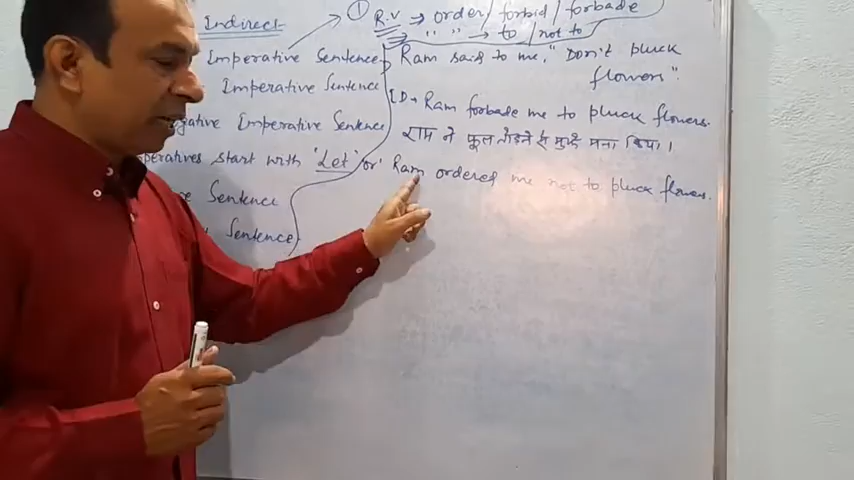 Indirect
Imperative Sentence
Imperative Sentence
Imperative Sentence
Imperatives start with "Let"
Sentence
Sentence
① R.V → order/forbid/forbade
" " → to / not to
Ram said to me, "Don't pluck
flowers".
ID → Ram forbade me to pluck flowers.
राम ने फूल तोड़ने से मुझे मना किया।
or Ram ordered me not to pluck flowers.